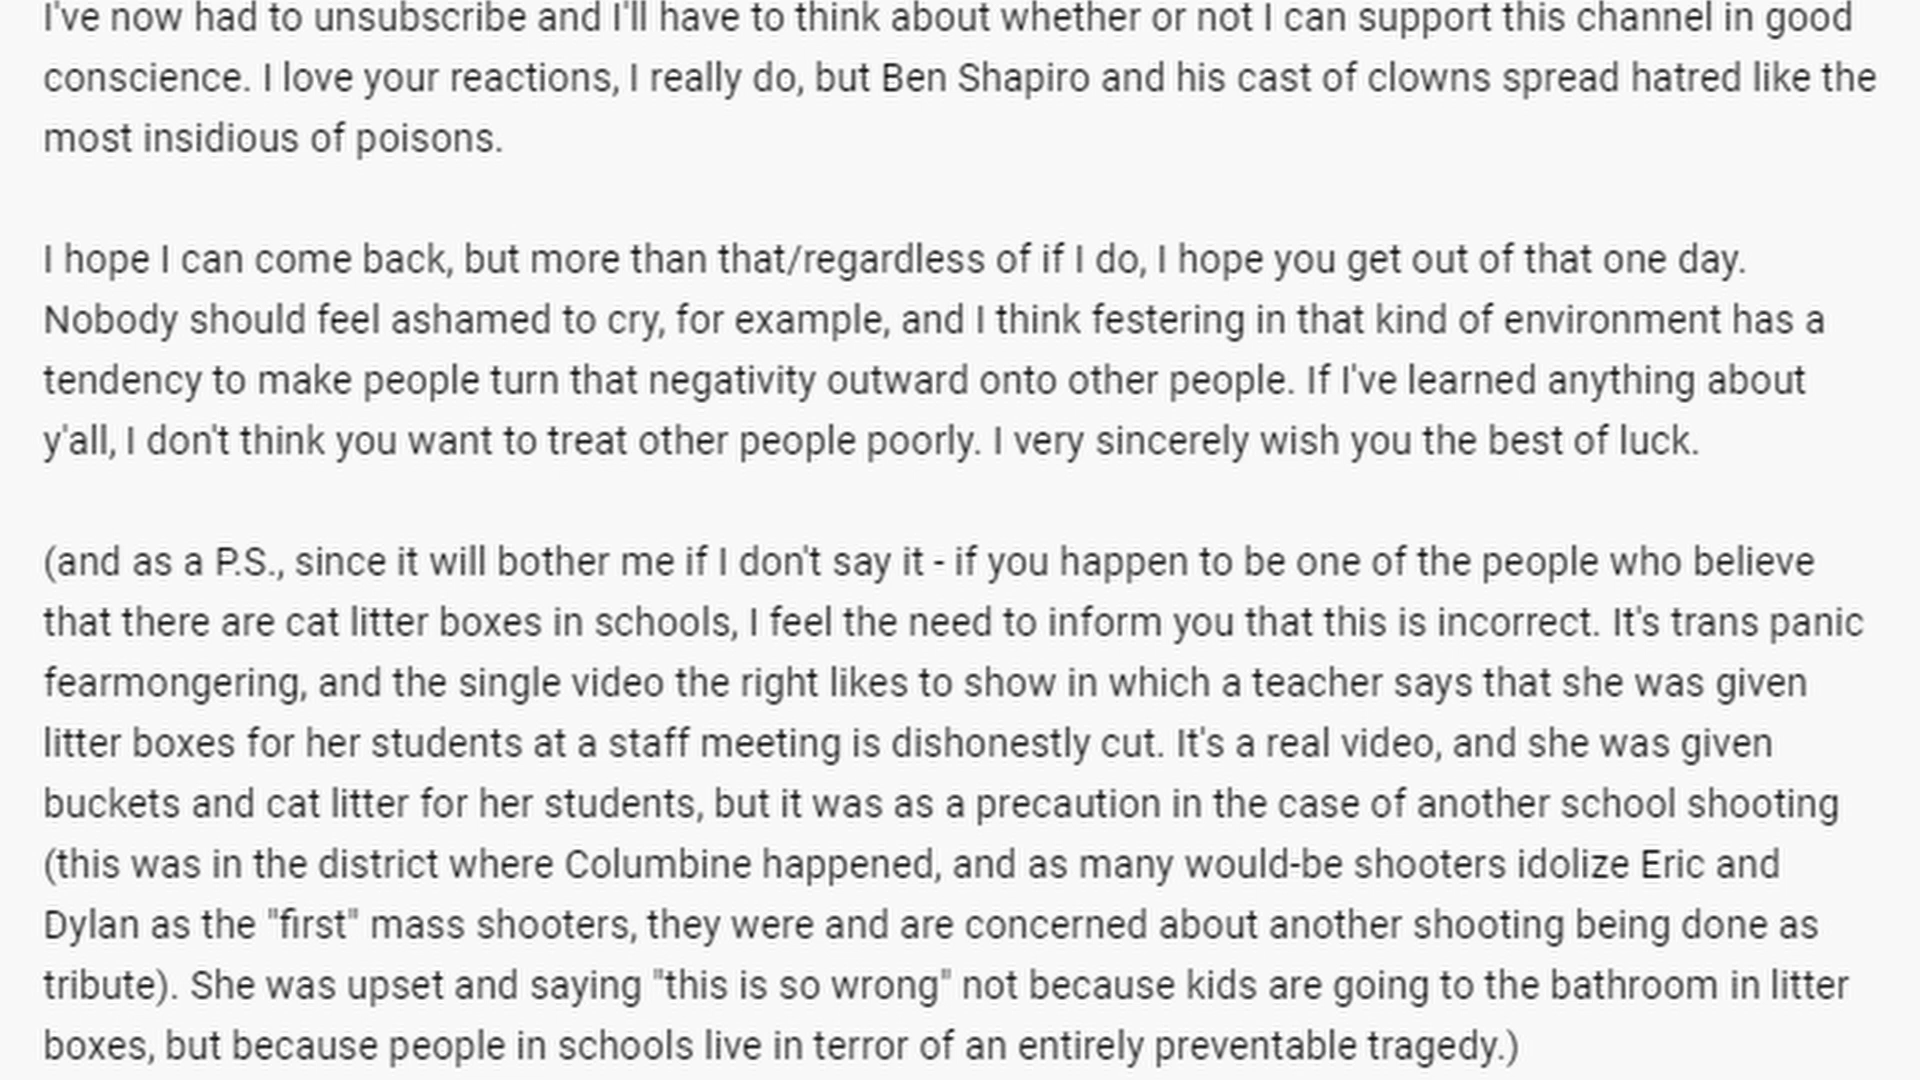 I've now had to unsubscribe and I'll have to think about whether or not I can support this channel in good
conscience. I love your reactions, I really do, but Ben Shapiro and his cast of clowns spread hatred like the
most insidious of poisons.
I hope I can come back, but more than that/regardless of if I do, I hope you get out of that one day.
Nobody should feel ashamed to cry, for example, and I think festering in that kind of environment has a
tendency to make people turn that negativity outward onto other people. If I've learned anything about
y'all, I don't think you want to treat other people poorly. I very sincerely wish you the best of luck.
(and as a P.S., since it will bother me if I don't say it - if you happen to be one of the people who believe
that there are cat litter boxes in schools, I feel the need to inform you that this is incorrect. It's trans panic
fearmongering, and the single video the right likes to show in which a teacher says that she was given
litter boxes for her students at a staff meeting is dishonestly cut. It's a real video, and she was given
buckets and cat litter for her students, but it was as a precaution in the case of another school shooting
(this was in the district where Columbine happened, and as many would-be shooters idolize Eric and
Dylan as the "first" mass shooters, they were and are concerned about another shooting being done as
tribute). She was upset and saying "this is so wrong" not because kids are going to the bathroom in litter
boxes, but because people in schools live in terror of an entirely preventable tragedy.)